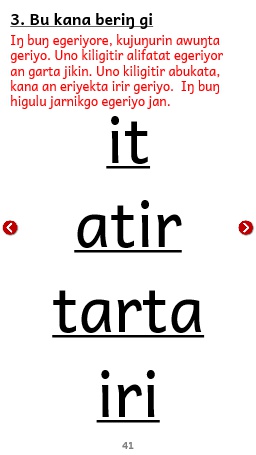 3. Bu kana beriŋ gi
Iŋ buŋ egeriyore, kujuŋurin awuŋta
geriyo. Uno kiligitir alifatat egeriyor
an garta jikin. Uno kiligitir abukata,
kana an eriyekta irir geriyo. Iŋ buŋ
higulu jarnikgo egeriyo jan.
it
atir
tarta
iri
41